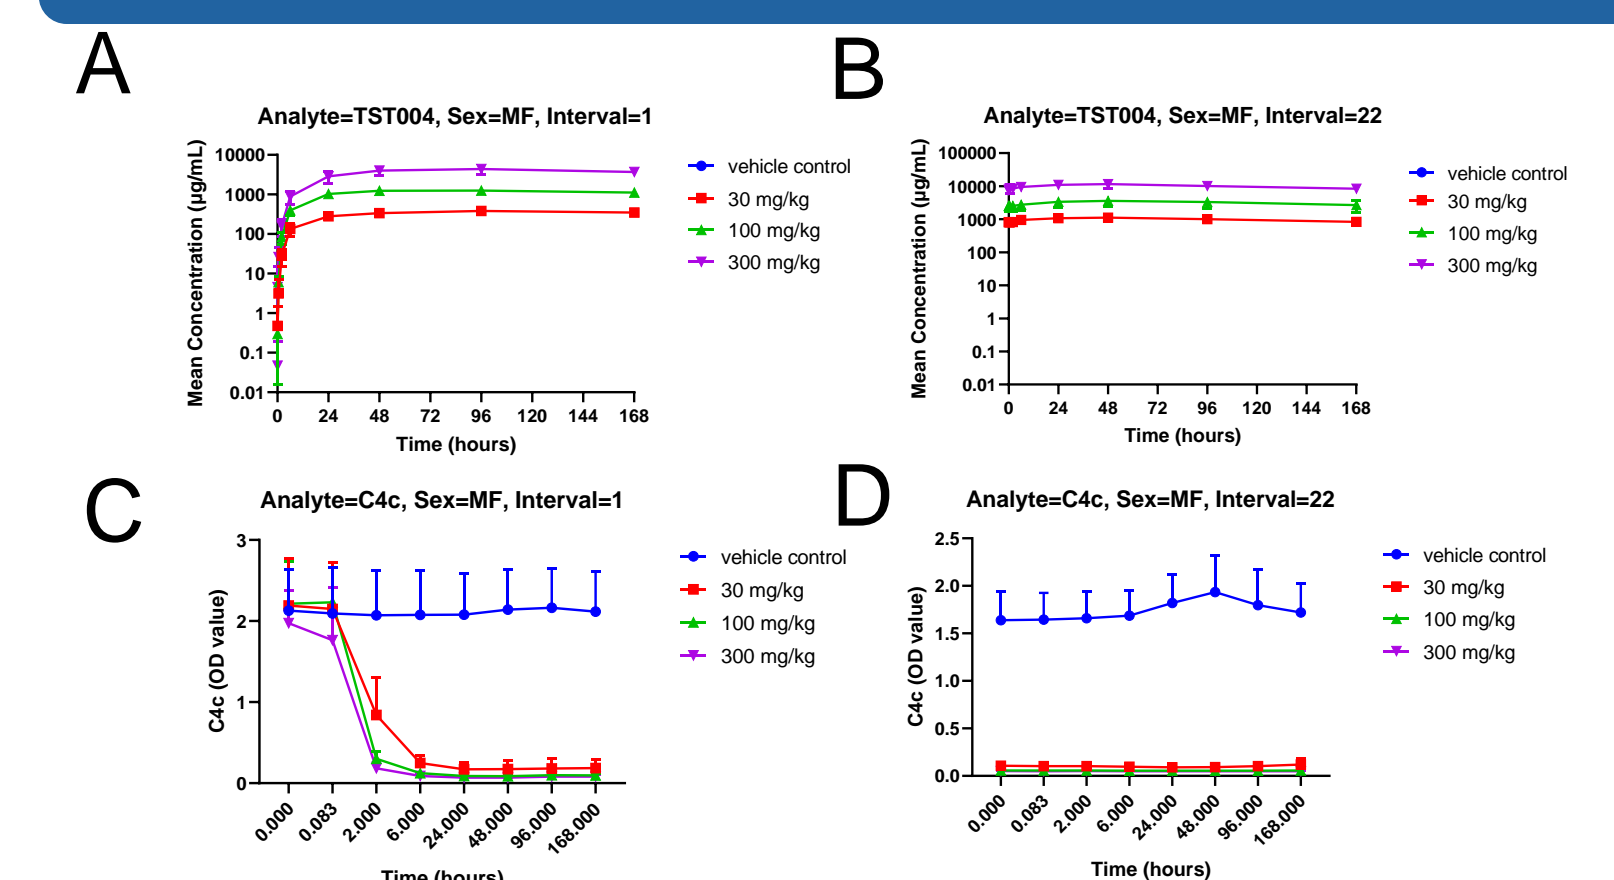 A
B
Analyte=TST004, Sex=MF, Interval=1
Mean Concentration (µg/mL)
10000
1000
100
10
1
0.1
0.01
0 24 48 72 96 120 144 168
Time (hours)
vehicle control
30 mg/kg
100 mg/kg
300 mg/kg
Analyte=TST004, Sex=MF, Interval=22
Mean Concentration (µg/mL)
100000
10000
1000
100
10
1
0.1
0.01
0 24 48 72 96 120 144 168
Time (hours)
vehicle control
30 mg/kg
100 mg/kg
300 mg/kg
C
D
Analyte=C4c, Sex=MF, Interval=1
C4c (OD value)
3
2
1
0
0.000 0.083 2.000 6.000 24.000 48.000 96.000 168.000
Time (hours)
vehicle control
30 mg/kg
100 mg/kg
300 mg/kg
Analyte=C4c, Sex=MF, Interval=22
C4c (OD value)
2.5
2.0
1.5
1.0
0.5
0.0
0.000 0.083 2.000 6.000 24.000 48.000 96.000 168.000
Time (hours)
vehicle control
30 mg/kg
100 mg/kg
300 mg/kg